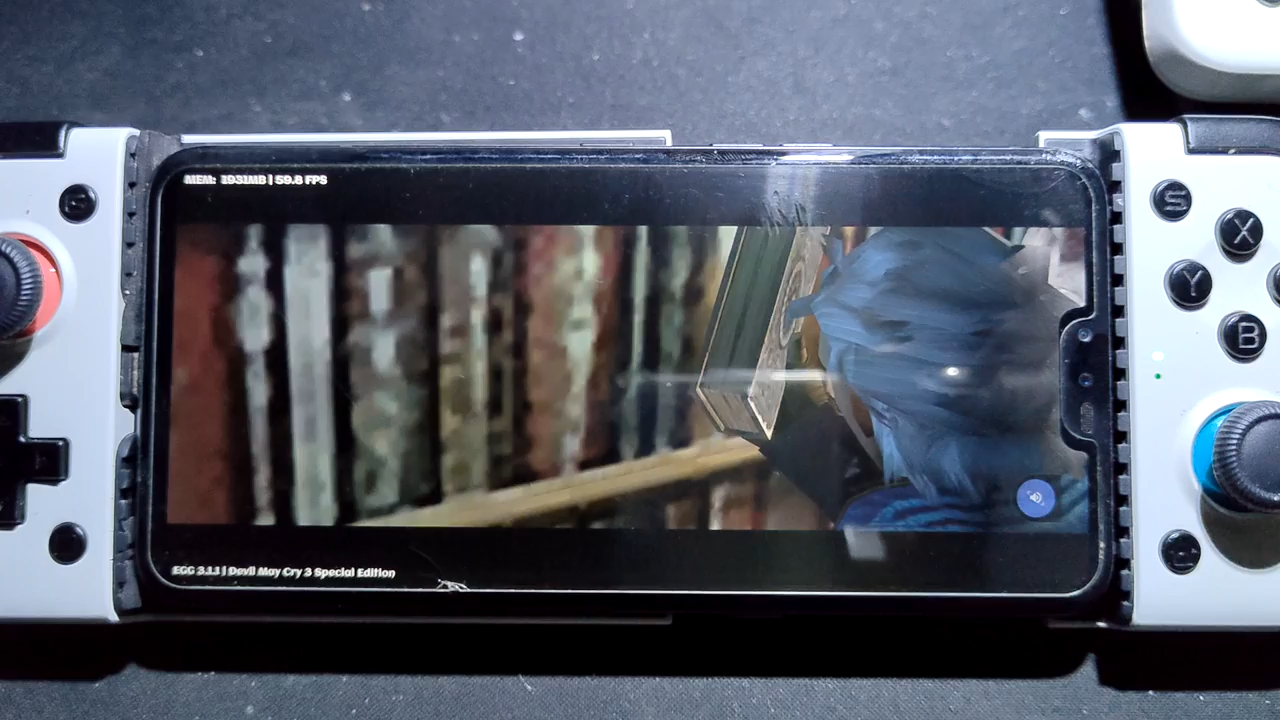 MEM: 1931MB | 59.8 FPS
S
S
X
Y
B
EGG 3.1.1 | Devil May Cry 3 Special Edition